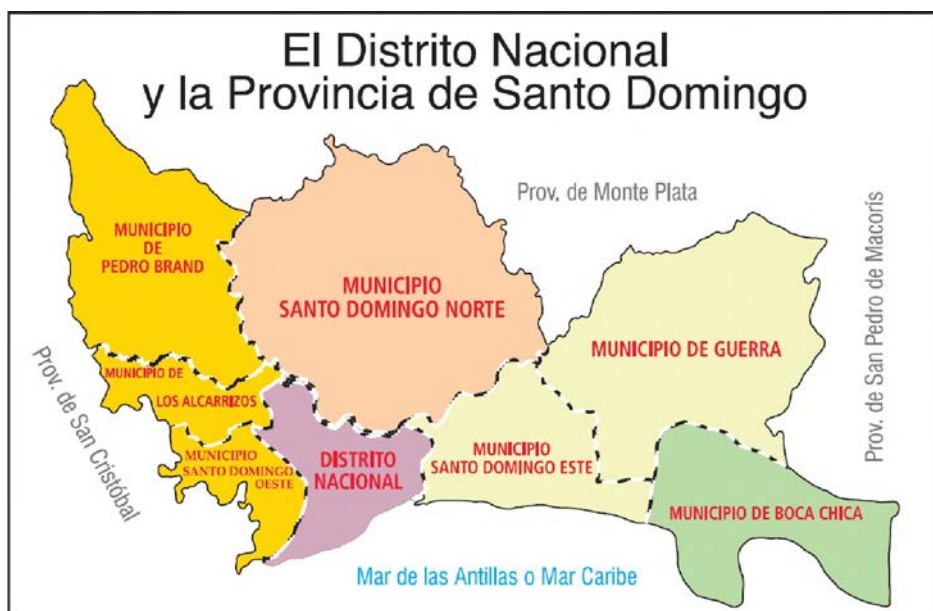 El Distrito Nacional
y la Provincia de Santo Domingo
Prov. de Monte Plata
Prov. de San Pedro de Macorís
MUNICIPIO
DE
PEDRO BRAND
MUNICIPIO
SANTO DOMINGO NORTE
MUNICIPIO DE GUERRA
Prov. de San Cristóbal
MUNICIPIO DE
LOS ALCARRIZOS
MUNICIPIO
SANTO DOMINGO
OESTE
DISTRITO
NACIONAL
MUNICIPIO
SANTO DOMINGO ESTE
MUNICIPIO DE BOCA CHICA
Mar de las Antillas o Mar Caribe